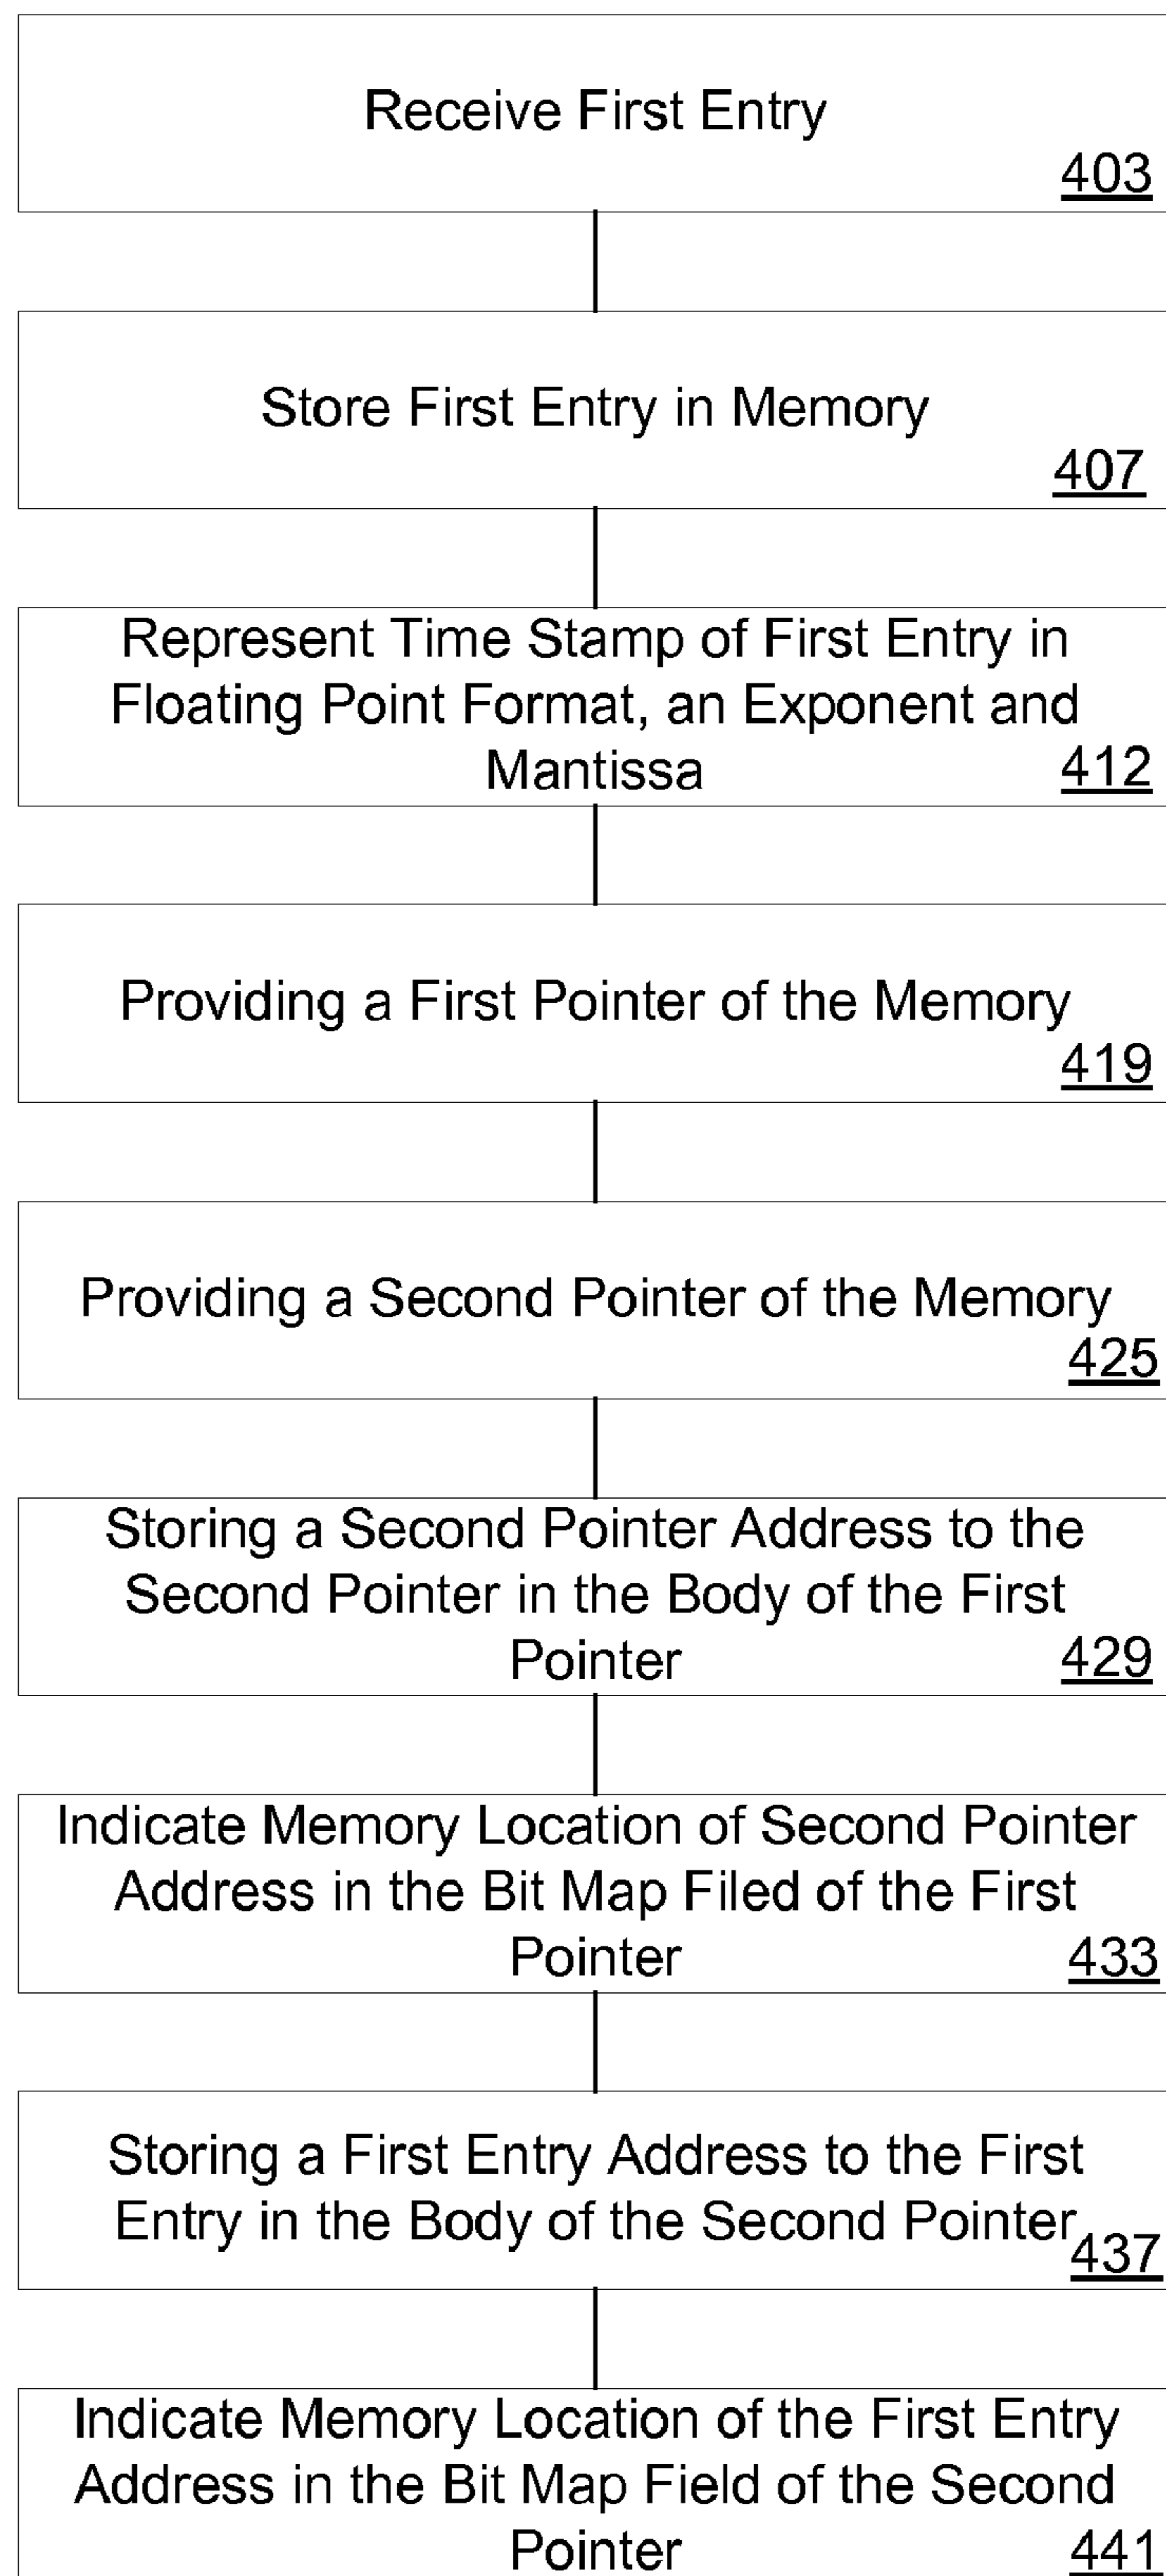 Receive First Entry
403
Store First Entry in Memory
407
Represent Time Stamp of First Entry in
Floating Point Format, an Exponent and
Mantissa
412
Providing a First Pointer of the Memory
419
Providing a Second Pointer of the Memory
425
Storing a Second Pointer Address to the
Second Pointer in the Body of the First
Pointer
429
Indicate Memory Location of Second Pointer
Address in the Bit Map Filed of the First
Pointer
433
Storing a First Entry Address to the First
Entry in the Body of the Second Pointer
437
Indicate Memory Location of the First Entry
Address in the Bit Map Field of the Second
Pointer
441